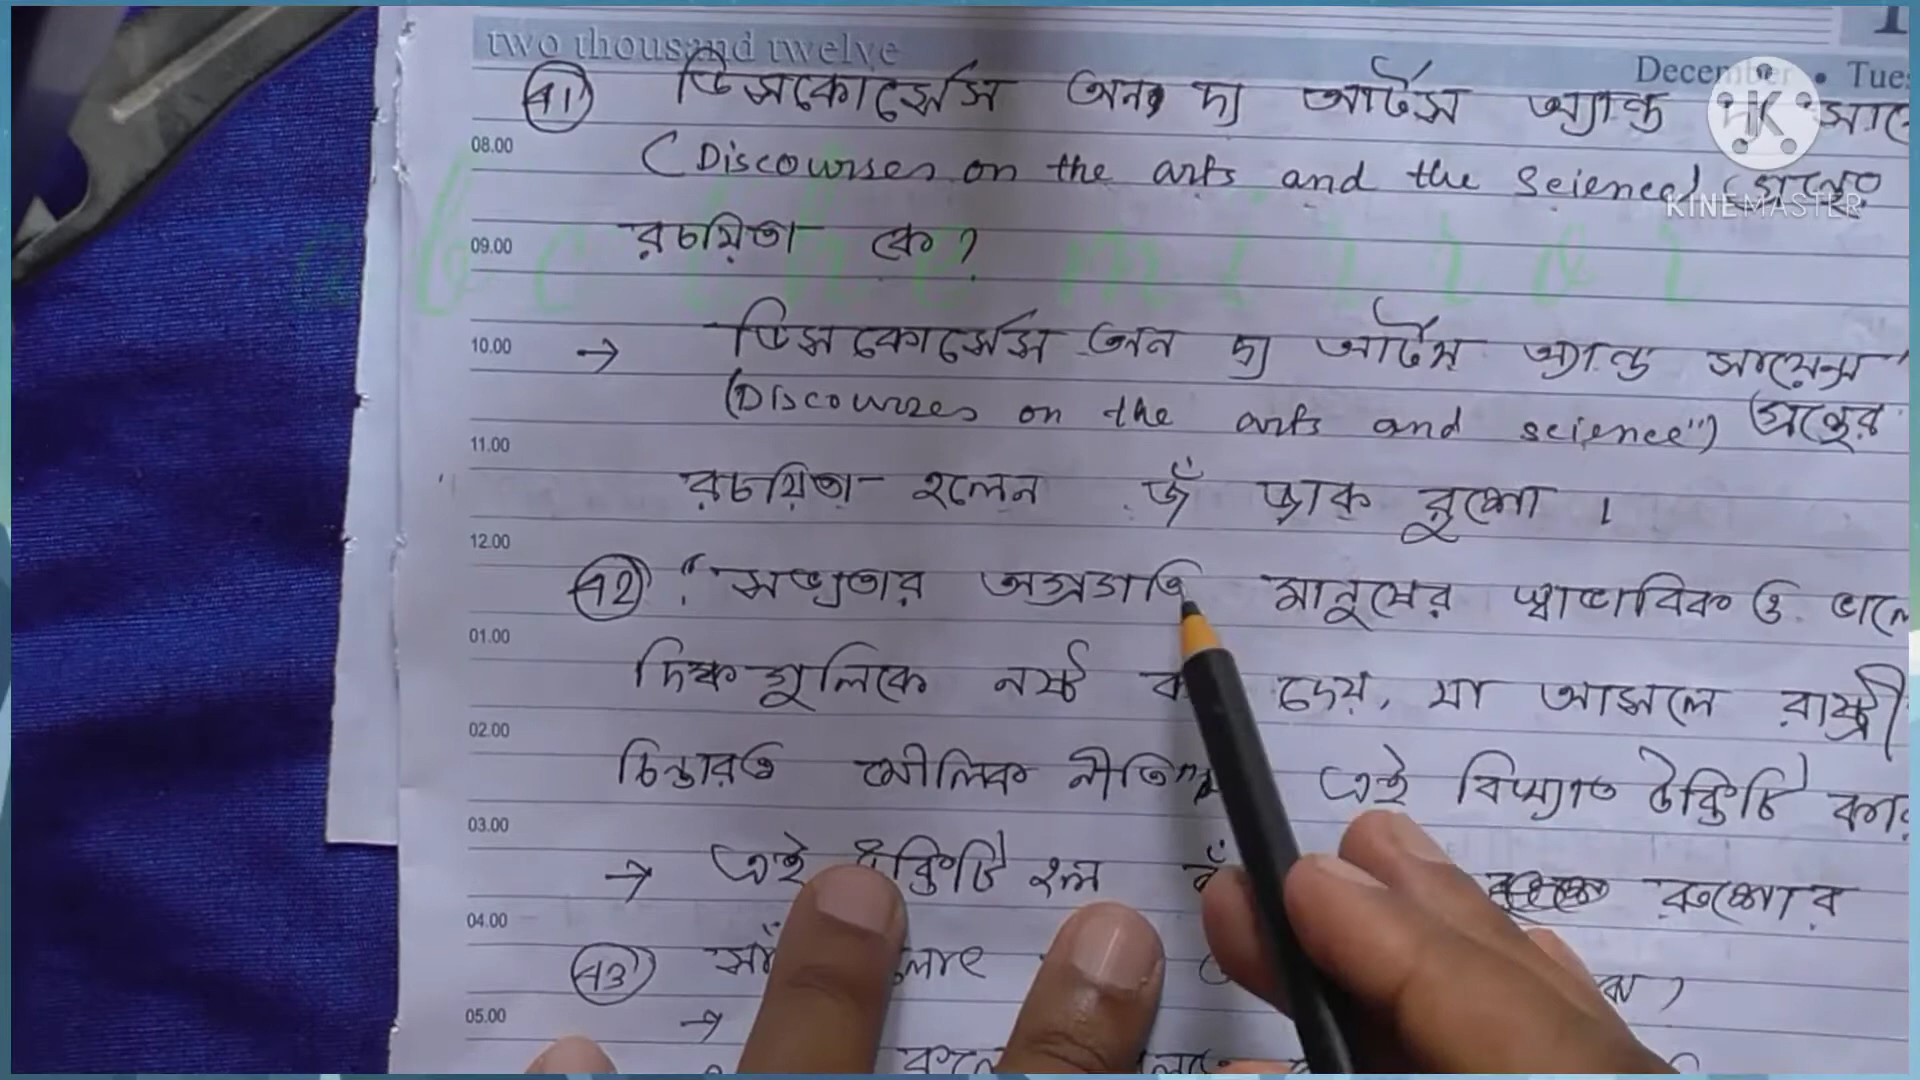 two thousand twelve
December • Tue
41 ডিসকোর্সেস অন দ্য আর্টস অ্যান্ড দ্য
08.00
(Discourses on the arts and the Science) গ্রন্থের
KINEMASTER
09.00 রচয়িতা কে?
abc the mirror
10.00 → ডিসকোর্সেস অন দ্য আর্টস অ্যান্ড সায়েন্স
(Discourses on the arts and science") গ্রন্থের
11.00
রচয়িতা হলেন জঁ জ্যাক রুশো ।
12.00
42 "সভ্যতার অগ্রগতি মানুষের স্বাভাবিক ও
01.00
দিকগুলিকে নষ্ট দেয়, যা আসলে
02.00
চিন্তারও মৌলিক এই বিখ্যাত উক্তিটি
03.00
→ এই উক্তিটি হল রুশোর
04.00
43
05.00 →